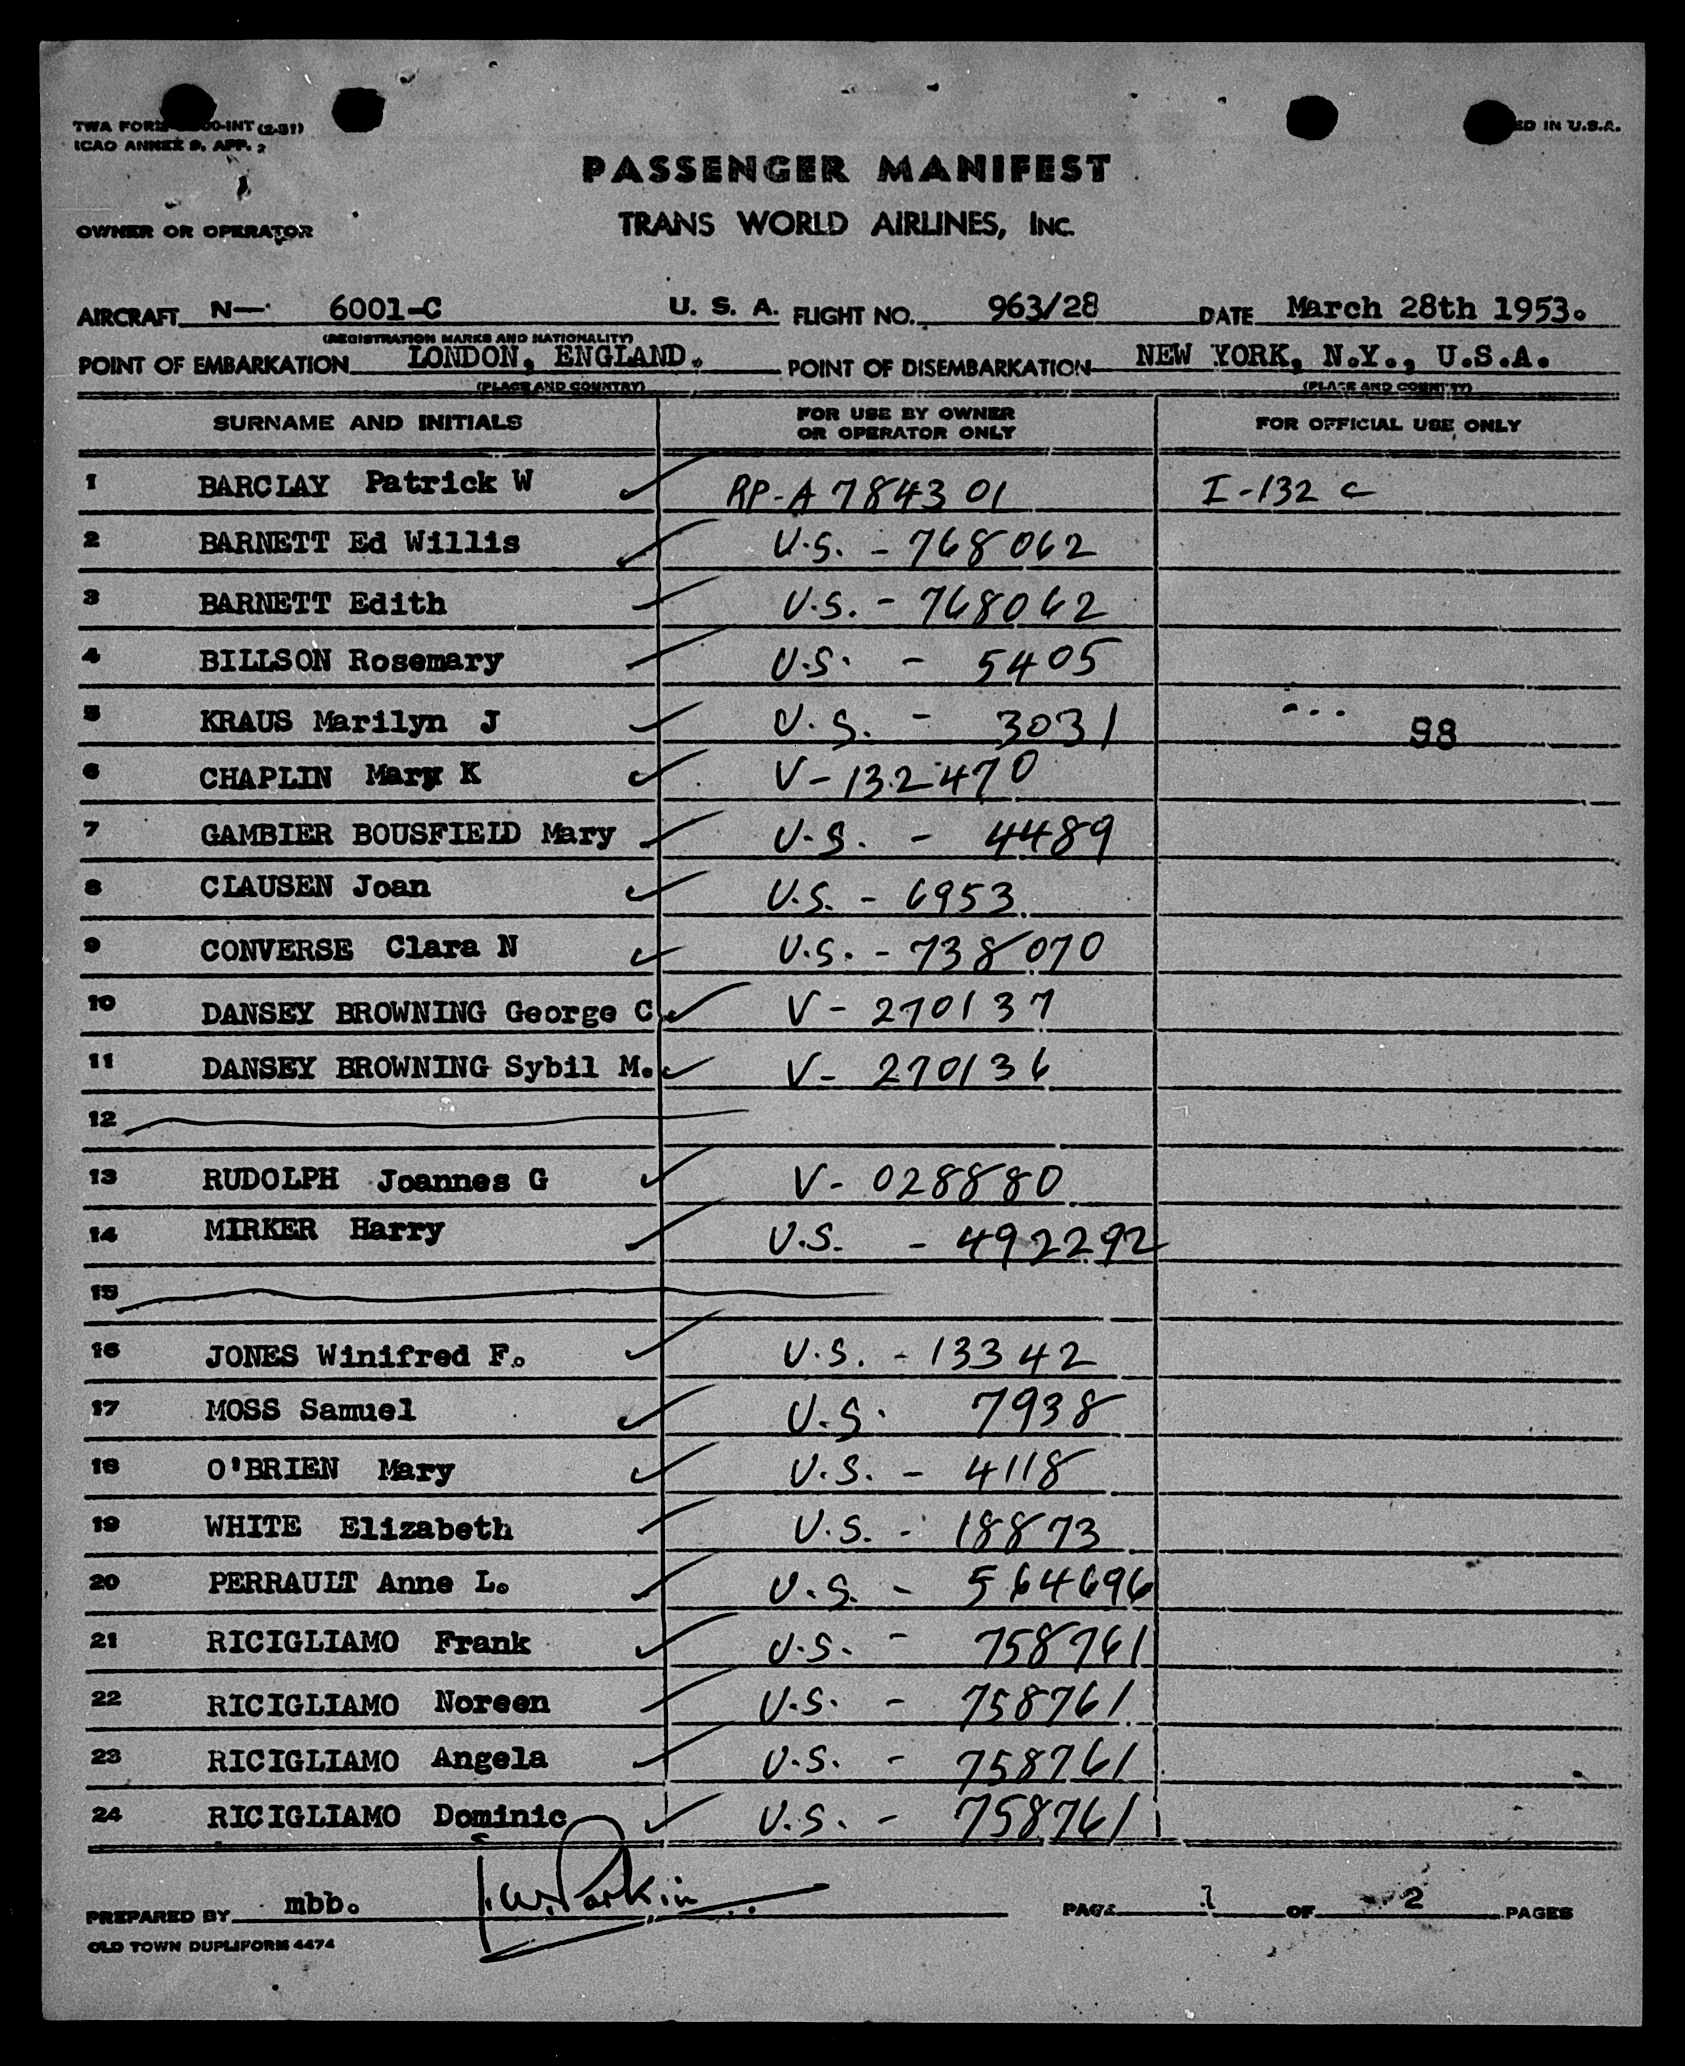 TWA FORM 00-INT (2-51)
ED IN U.S.A.
ICAO ANNEX 9. APP. 2
PASSENGER MANIFEST
OWNER OR OPERATOR
TRANS WORLD AIRLINES, INC.
AIRCRAFT N— 6001-C U. S. A. FLIGHT NO. 963/28 DATE March 28th 1953.
(REGISTRATION MARKS AND NATIONALITY)
POINT OF EMBARKATION LONDON, ENGLAND. POINT OF DISEMBARKATION NEW YORK, N.Y., U.S.A.
(PLACE AND COUNTRY) (PLACE AND COUNTRY)
SURNAME AND INITIALS FOR USE BY OWNER OR OPERATOR ONLY FOR OFFICIAL USE ONLY
1 BARCLAY Patrick W RP-A 784301 I-132 c
2 BARNETT Ed Willis U.S. - 768062
3 BARNETT Edith U.S. - 768062
4 BILLSON Rosemary U.S. - 5405
5 KRAUS Marilyn J U.S. - 3031 98
6 CHAPLIN Mary K V-132470
7 GAMBIER BOUSFIELD Mary U.S. - 4489
8 CLAUSEN Joan U.S. - 6953
9 CONVERSE Clara N U.S. - 738070
10 DANSEY BROWNING George C V - 270137
11 DANSEY BROWNING Sybil M. V - 270136
12
13 RUDOLPH Joannes G V - 028880
14 MIRKER Harry U.S. - 492292
15
16 JONES Winifred F. U.S. - 13342
17 MOSS Samuel U.S. 7938
18 O'BRIEN Mary U.S. - 4118
19 WHITE Elizabeth U.S. - 18873
20 PERRAULT Anne L. U.S. - 564696
21 RICIGLIAMO Frank U.S. - 758761
22 RICIGLIAMO Noreen U.S. - 758761
23 RICIGLIAMO Angela U.S. - 758761
24 RICIGLIAMO Dominic U.S. - 758761
PREPARED BY mbb. W. Parkin PAGE 1 OF 2 PAGES
OLD TOWN DUPLIFORM 4474